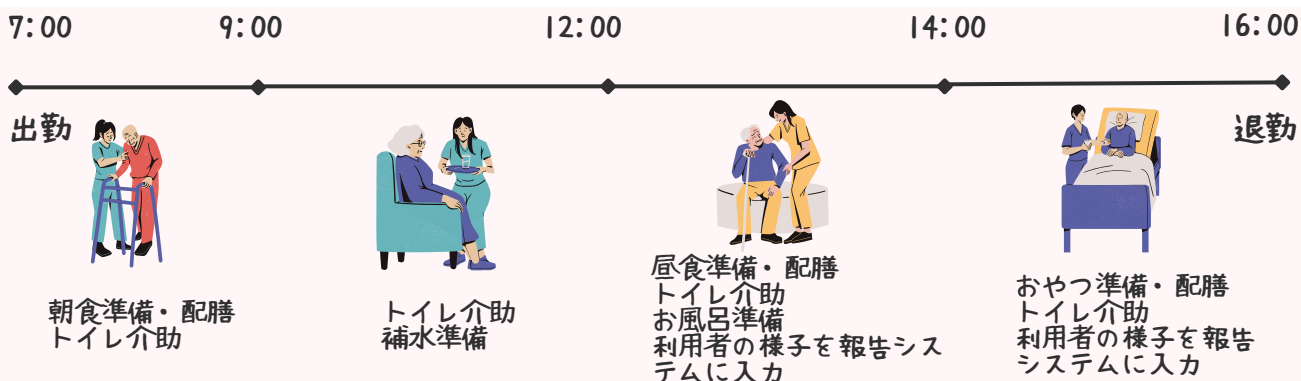 7:00
9:00
12:00
14:00
16:00
出勤
退勤
朝食準備・配膳
トイレ介助
トイレ介助
補水準備
昼食準備・配膳
トイレ介助
お風呂準備
利用者の様子を報告シス
テムに入力
おやつ準備・配膳
トイレ介助
利用者の様子を報告
システムに入力